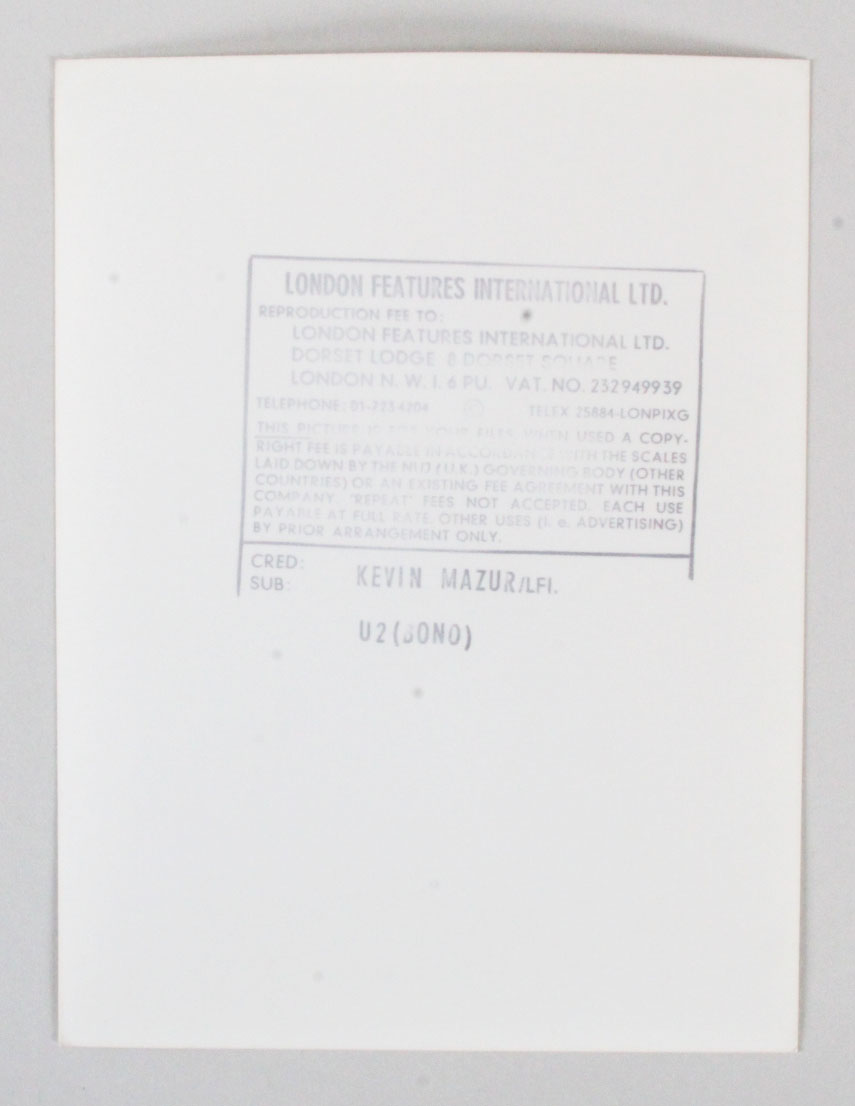 LONDON FEATURES INTERNATIONAL LTD.
REPRODUCTION FEE TO:
LONDON FEATURES INTERNATIONAL LTD.
DORSET LODGE 8 DORSET SQUARE
LONDON N. W. I. 6 PU. VAT. NO. 232949939
TELEPHONE: 01-723 4204 © TELEX 25884-LONPIXG
THIS PICTURE IS FOR YOUR FILES. WHEN USED A COPY-
RIGHT FEE IS PAYABLE IN ACCORDANCE WITH THE SCALES
LAID DOWN BY THE NUJ (U.K.) GOVERNING BODY (OTHER
COUNTRIES) OR AN EXISTING FEE AGREEMENT WITH THIS
COMPANY. 'REPEAT' FEES NOT ACCEPTED. EACH USE
PAYABLE AT FULL RATE. OTHER USES (I. e. ADVERTISING)
BY PRIOR ARRANGEMENT ONLY.
CRED: KEVIN MAZUR/LFI.
SUB:
U2 (BONO)